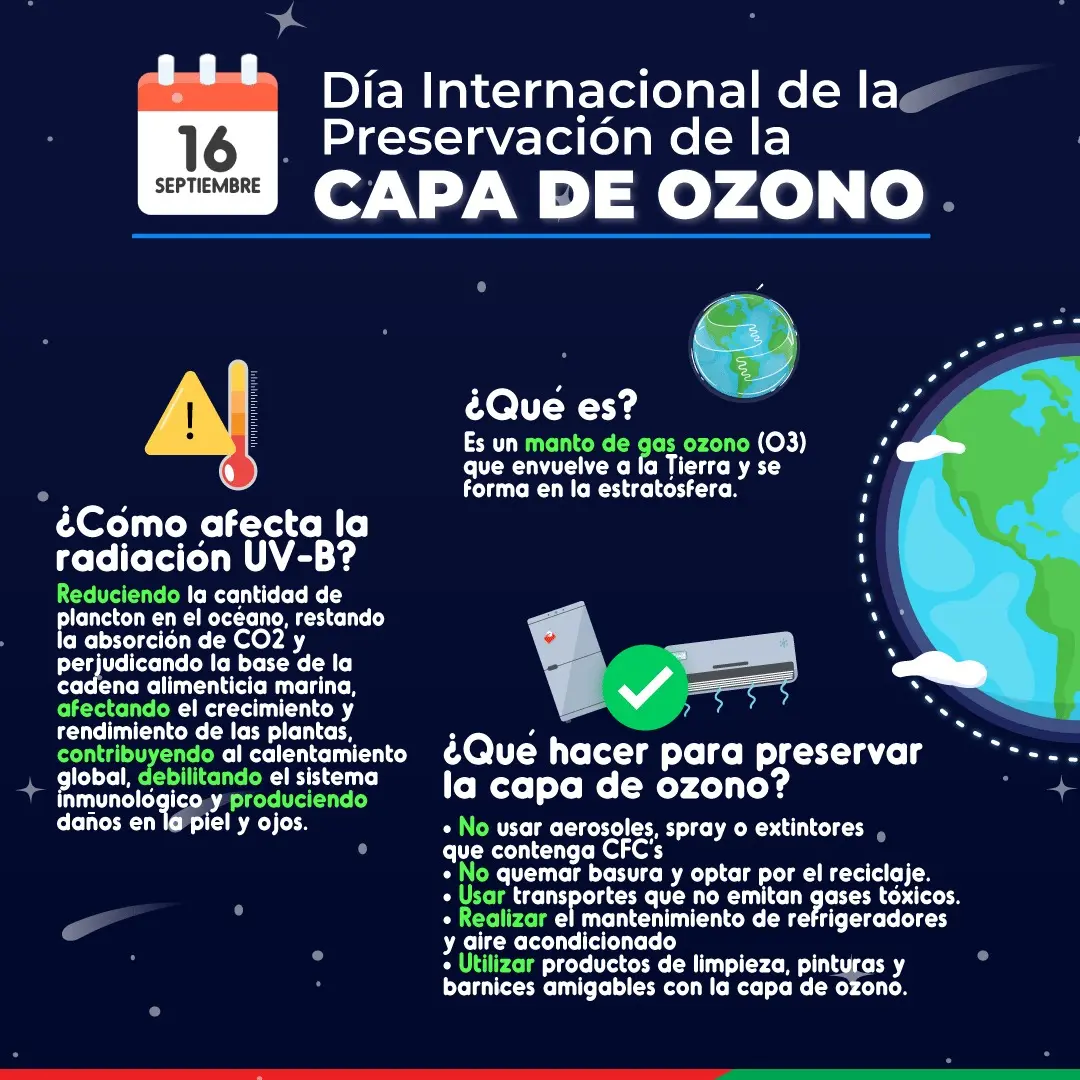 16
SEPTIEMBRE
Día Internacional de la
Preservación de la
CAPA DE OZONO
¿Qué es?
Es un manto de gas ozono (O3)
que envuelve a la Tierra y se
forma en la estratósfera.
!
¿Cómo afecta la
radiación UV-B?
Reduciendo la cantidad de
plancton en el océano, restando
la absorción de CO2 y
perjudicando la base de la
cadena alimenticia marina,
afectando el crecimiento y
rendimiento de las plantas,
contribuyendo al calentamiento
global, debilitando el sistema
inmunológico y produciendo
daños en la piel y ojos.
¿Qué hacer para preservar
la capa de ozono?
• No usar aerosoles, spray o extintores
que contenga CFC's
• No quemar basura y optar por el reciclaje.
• Usar transportes que no emitan gases tóxicos.
• Realizar el mantenimiento de refrigeradores
y aire acondicionado
• Utilizar productos de limpieza, pinturas y
barnices amigables con la capa de ozono.